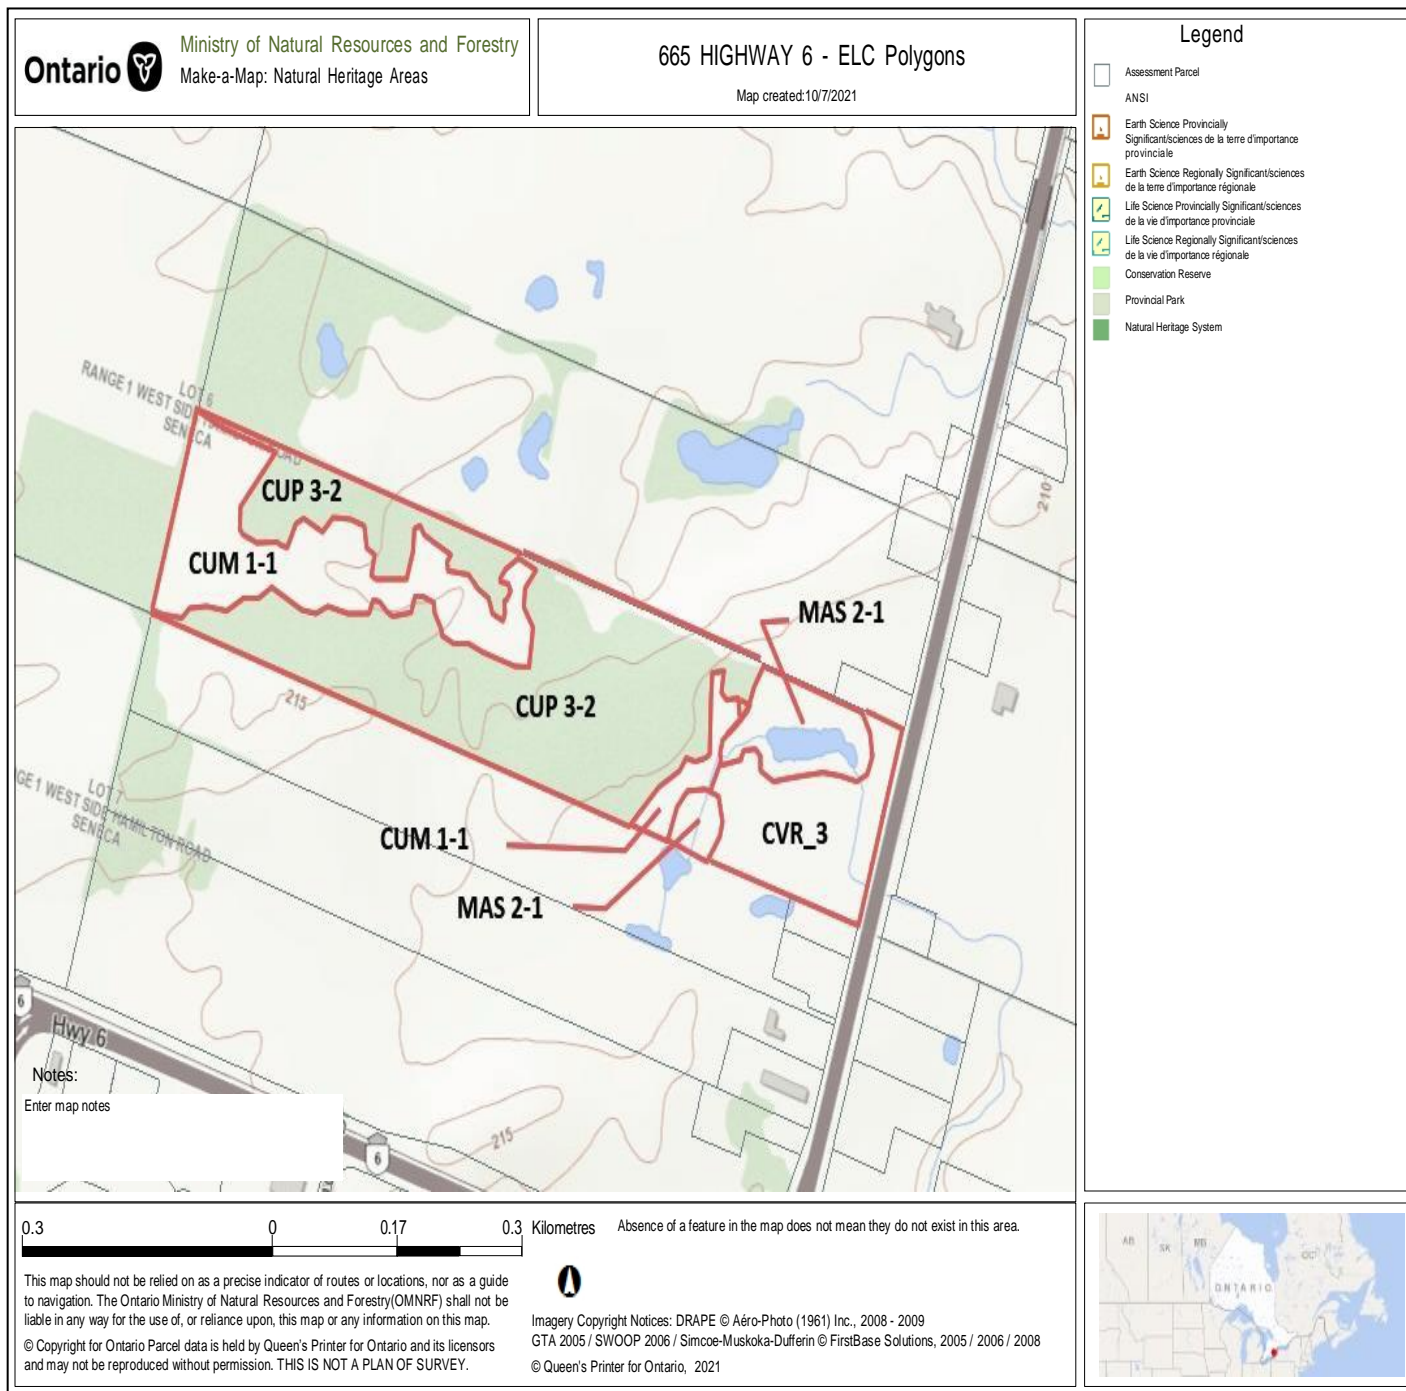 Ontario
Ministry of Natural Resources and Forestry
Make-a-Map: Natural Heritage Areas
665 HIGHWAY 6 - ELC Polygons
Map created:10/7/2021
Legend
Assessment Parcel
ANSI
Earth Science Provincially
Significant/sciences de la terre d'importance
provinciale
Earth Science Regionally Significant/sciences
de la terre d'importance régionale
Life Science Provincially Significant/sciences
de la vie d'importance provinciale
Life Science Regionally Significant/sciences
de la vie d'importance régionale
Conservation Reserve
Provincial Park
Natural Heritage System
LOT 6
RANGE 1 WEST SIDE
SENECA
CUP 3-2
CUM 1-1
210
MAS 2-1
CUP 3-2
215
LOT 7
GE 1 WEST SIDE HAMILTON ROAD
SENECA
CUM 1-1
CVR_3
MAS 2-1
6
Hwy 6
215
6
Notes:
Enter map notes
0.3 0 0.17 0.3 Kilometres
Absence of a feature in the map does not mean they do not exist in this area.
This map should not be relied on as a precise indicator of routes or locations, nor as a guide
to navigation. The Ontario Ministry of Natural Resources and Forestry(OMNRF) shall not be
liable in any way for the use of, or reliance upon, this map or any information on this map.
© Copyright for Ontario Parcel data is held by Queen's Printer for Ontario and its licensors
and may not be reproduced without permission. THIS IS NOT A PLAN OF SURVEY.
Imagery Copyright Notices: DRAPE © Aéro-Photo (1961) Inc., 2008 - 2009
GTA 2005 / SWOOP 2006 / Simcoe-Muskoka-Dufferin © FirstBase Solutions, 2005 / 2006 / 2008
© Queen's Printer for Ontario, 2021
AB
SK
MB
ONTARIO
QC